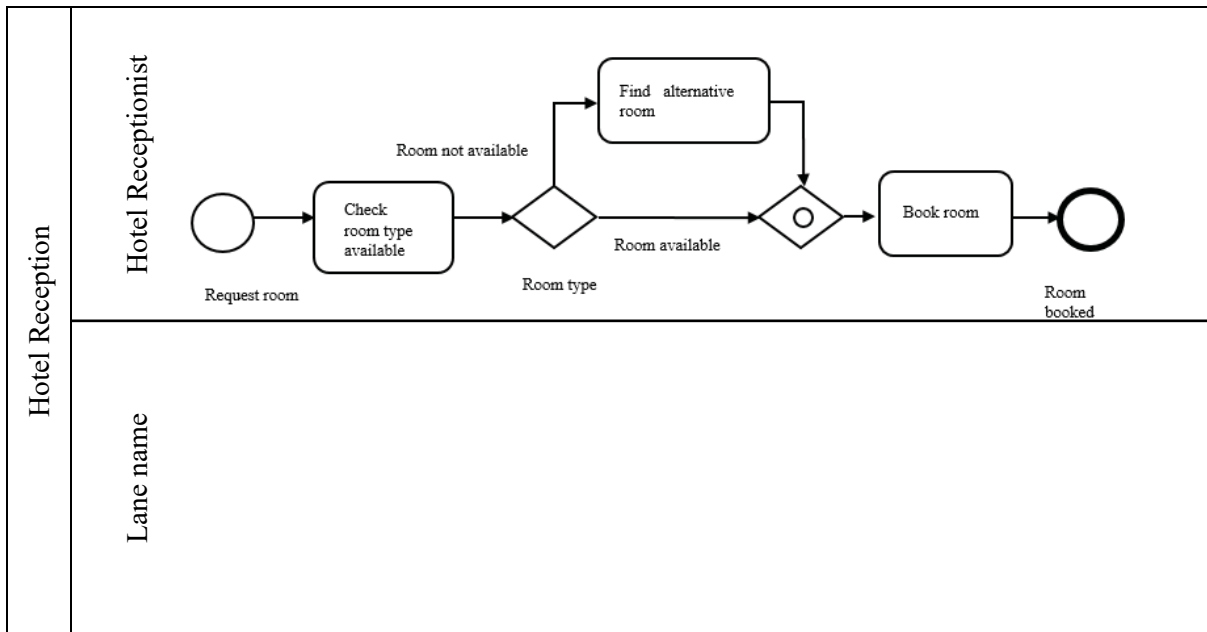 Hotel Reception
Hotel Receptionist
Request room
Check
room type
available
Room not available
Room type
Room available
Find alternative
room
Book room
Room
booked
Lane name